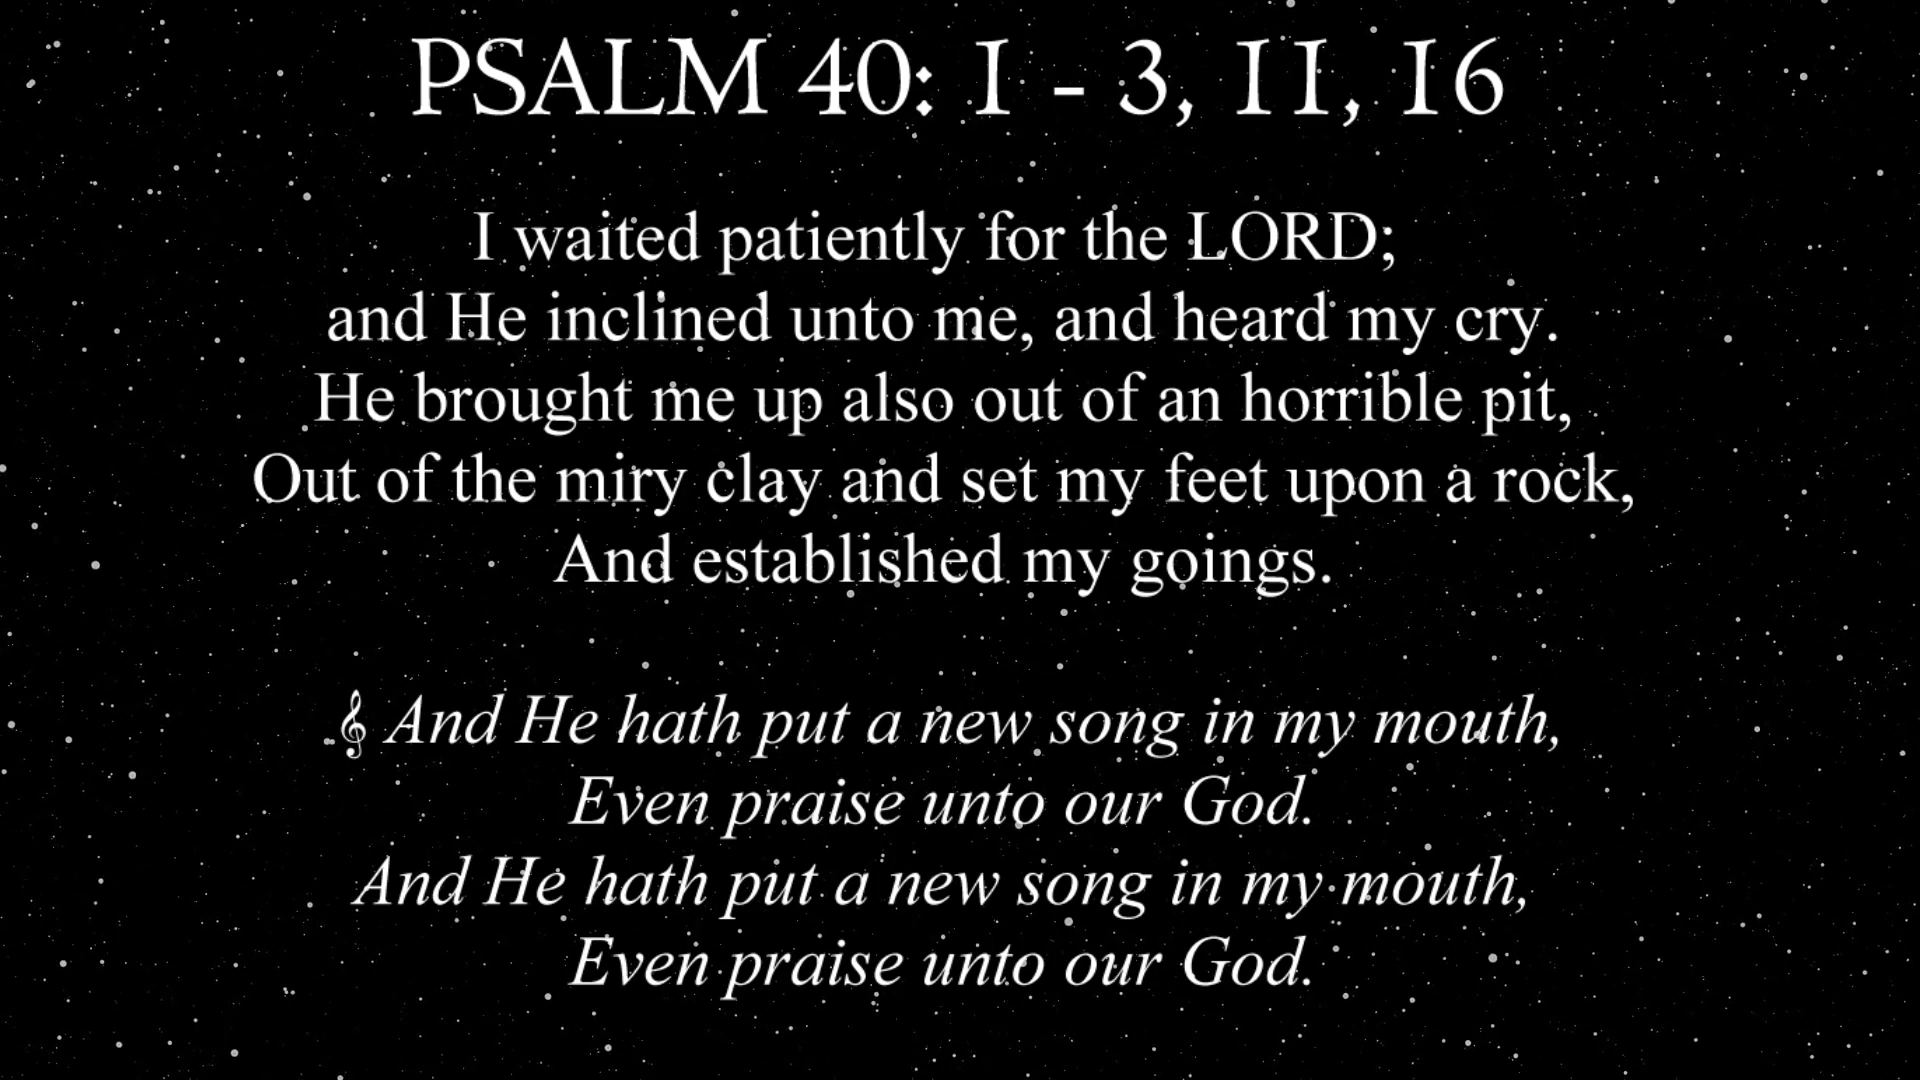 PSALM 40: 1 - 3, 11, 16
I waited patiently for the LORD;
and He inclined unto me, and heard my cry.
He brought me up also out of an horrible pit,
Out of the miry clay and set my feet upon a rock,
And established my goings.
𝄞 And He hath put a new song in my mouth,
Even praise unto our God.
And He hath put a new song in my mouth,
Even praise unto our God.